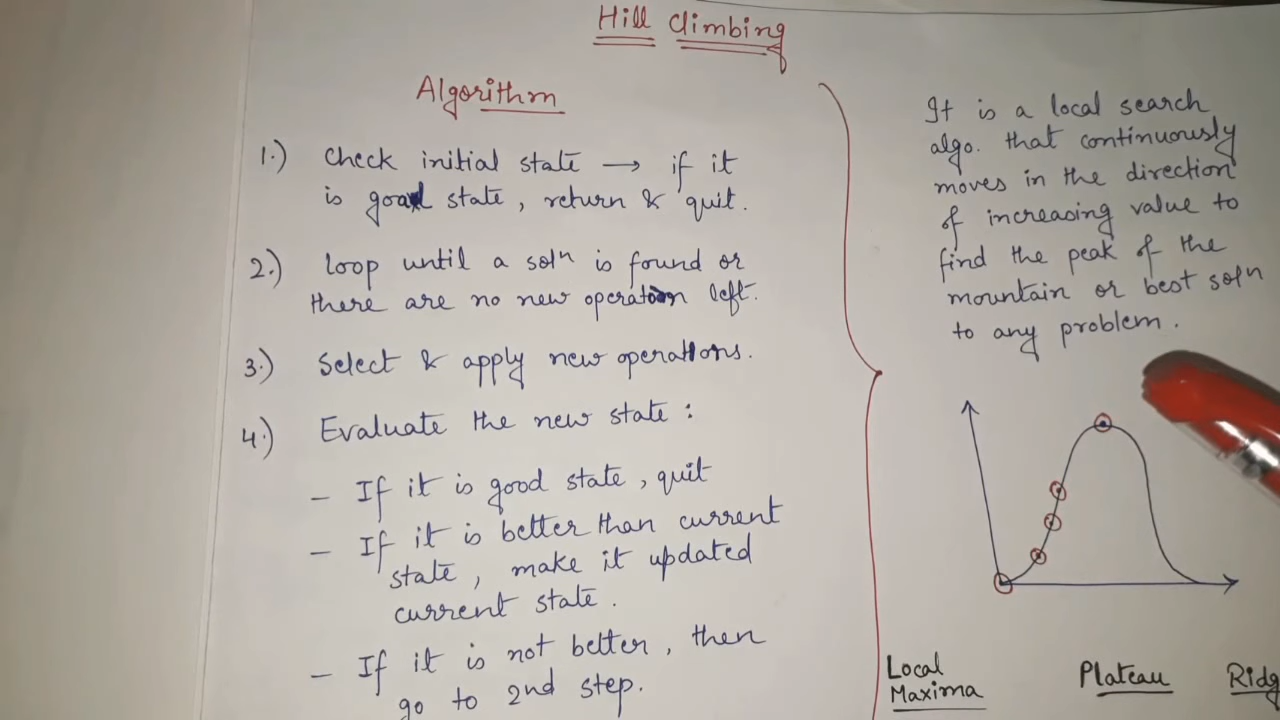 Hill Climbing
Algorithm
1.) Check initial state → if it
is goal state, return & quit.
2.) Loop until a solⁿ is found or
there are no new operation left.
3.) Select & apply new operations.
4.) Evaluate the new state :
- If it is good state, quit
- If it is better than current
state, make it updated
current state.
- If it is not better, then
go to 2nd step.
It is a local search
algo. that continuously
moves in the direction
of increasing value to
find the peak of the
mountain or best solⁿ
to any problem.
Local
Maxima
Plateau
Ridg